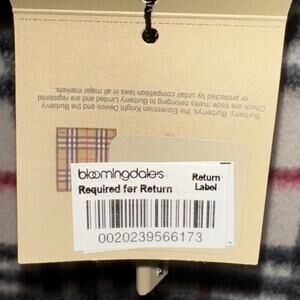 Burberry, Burberrys, the Equestrian Knight Device and the Burberry
Check are trade marks belonging to Burberry Limited and are registered
or protected by unfair competition laws in all major markets.
bloomingdale's
Required for Return
Return
Label
0020239566173